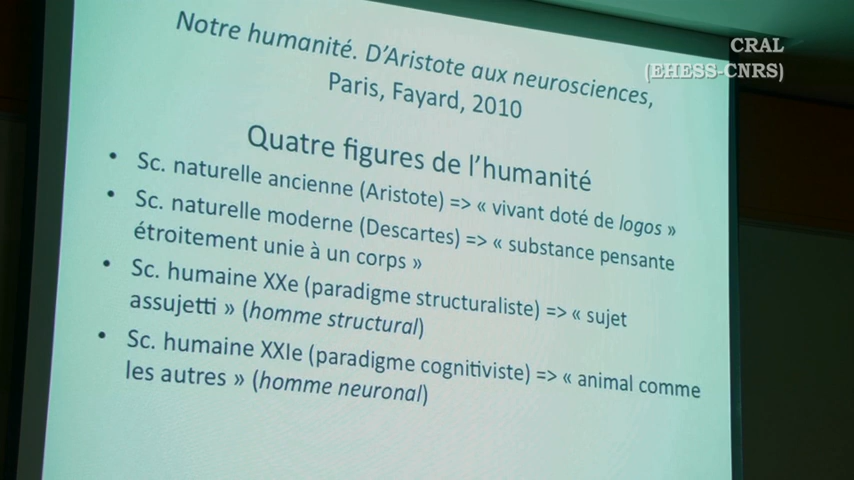 CRAL
(EHESS-CNRS)
Notre humanité. D'Aristote aux neurosciences,
Paris, Fayard, 2010
Quatre figures de l'humanité
• Sc. naturelle ancienne (Aristote) => « vivant doté de logos »
• Sc. naturelle moderne (Descartes) => « substance pensante
étroitement unie à un corps »
• Sc. humaine XXe (paradigme structuraliste) => « sujet
assujetti » (homme structural)
• Sc. humaine XXIe (paradigme cognitiviste) => « animal comme
les autres » (homme neuronal)